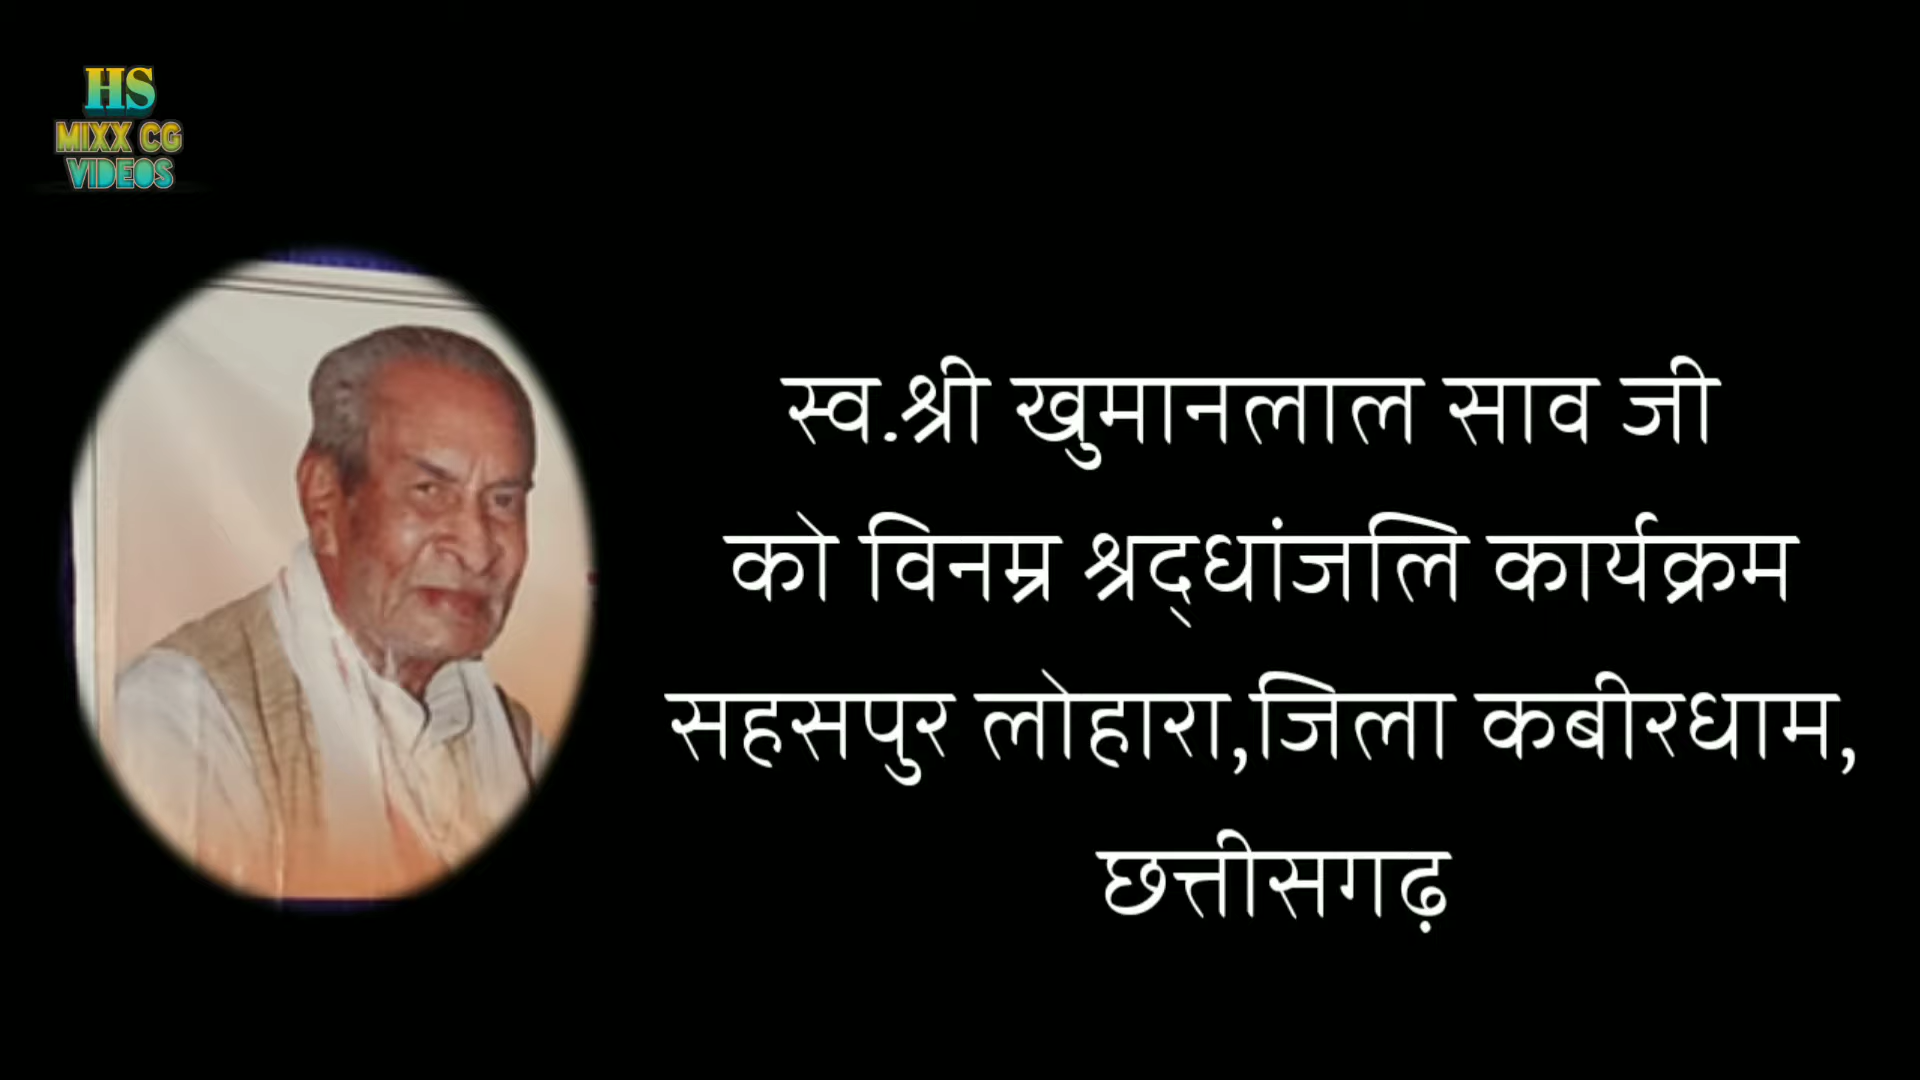 HS
MIXX CG
VIDEOS
स्व.श्री खुमानलाल साव जी
को विनम्र श्रद्धांजलि कार्यक्रम
सहसपुर लोहारा,जिला कबीरधाम,
छत्तीसगढ़